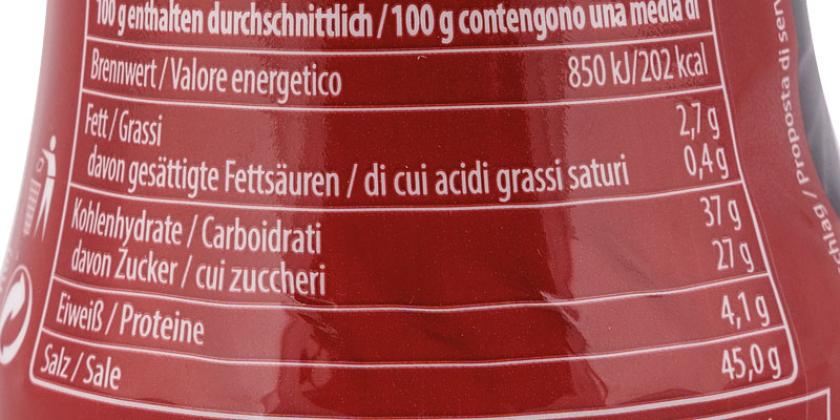 100 g enthalten durchschnittlich / 100 g contengono una media di
Brennwert / Valore energetico 850 kJ/202 kcal
Fett / Grassi 2,7 g
davon gesättigte Fettsäuren / di cui acidi grassi saturi 0,4 g
Kohlenhydrate / Carboidrati 37 g
davon Zucker / cui zuccheri 27 g
Eiweiß / Proteine 4,1 g
Salz / Sale 45,0 g
/ Proposta di